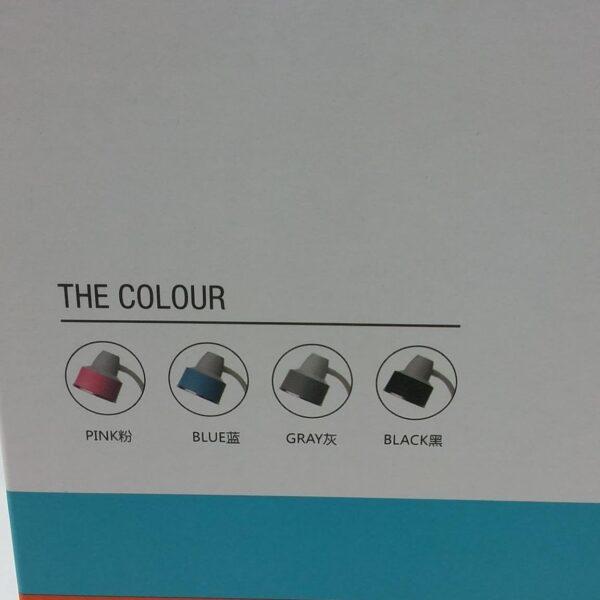 THE COLOUR
PINK粉 BLUE蓝 GRAY灰 BLACK黑